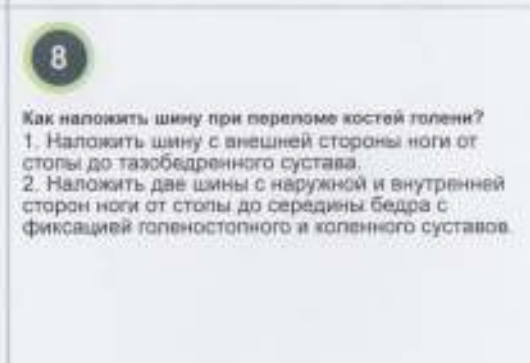 8
Как наложить шину при переломе костей голени?
1. Наложить шину с внешней стороны ноги от
стопы до тазобедренного сустава.
2. Наложить две шины с наружной и внутренней
сторон ноги от стопы до середины бедра с
фиксацией голеностопного и коленного суставов.